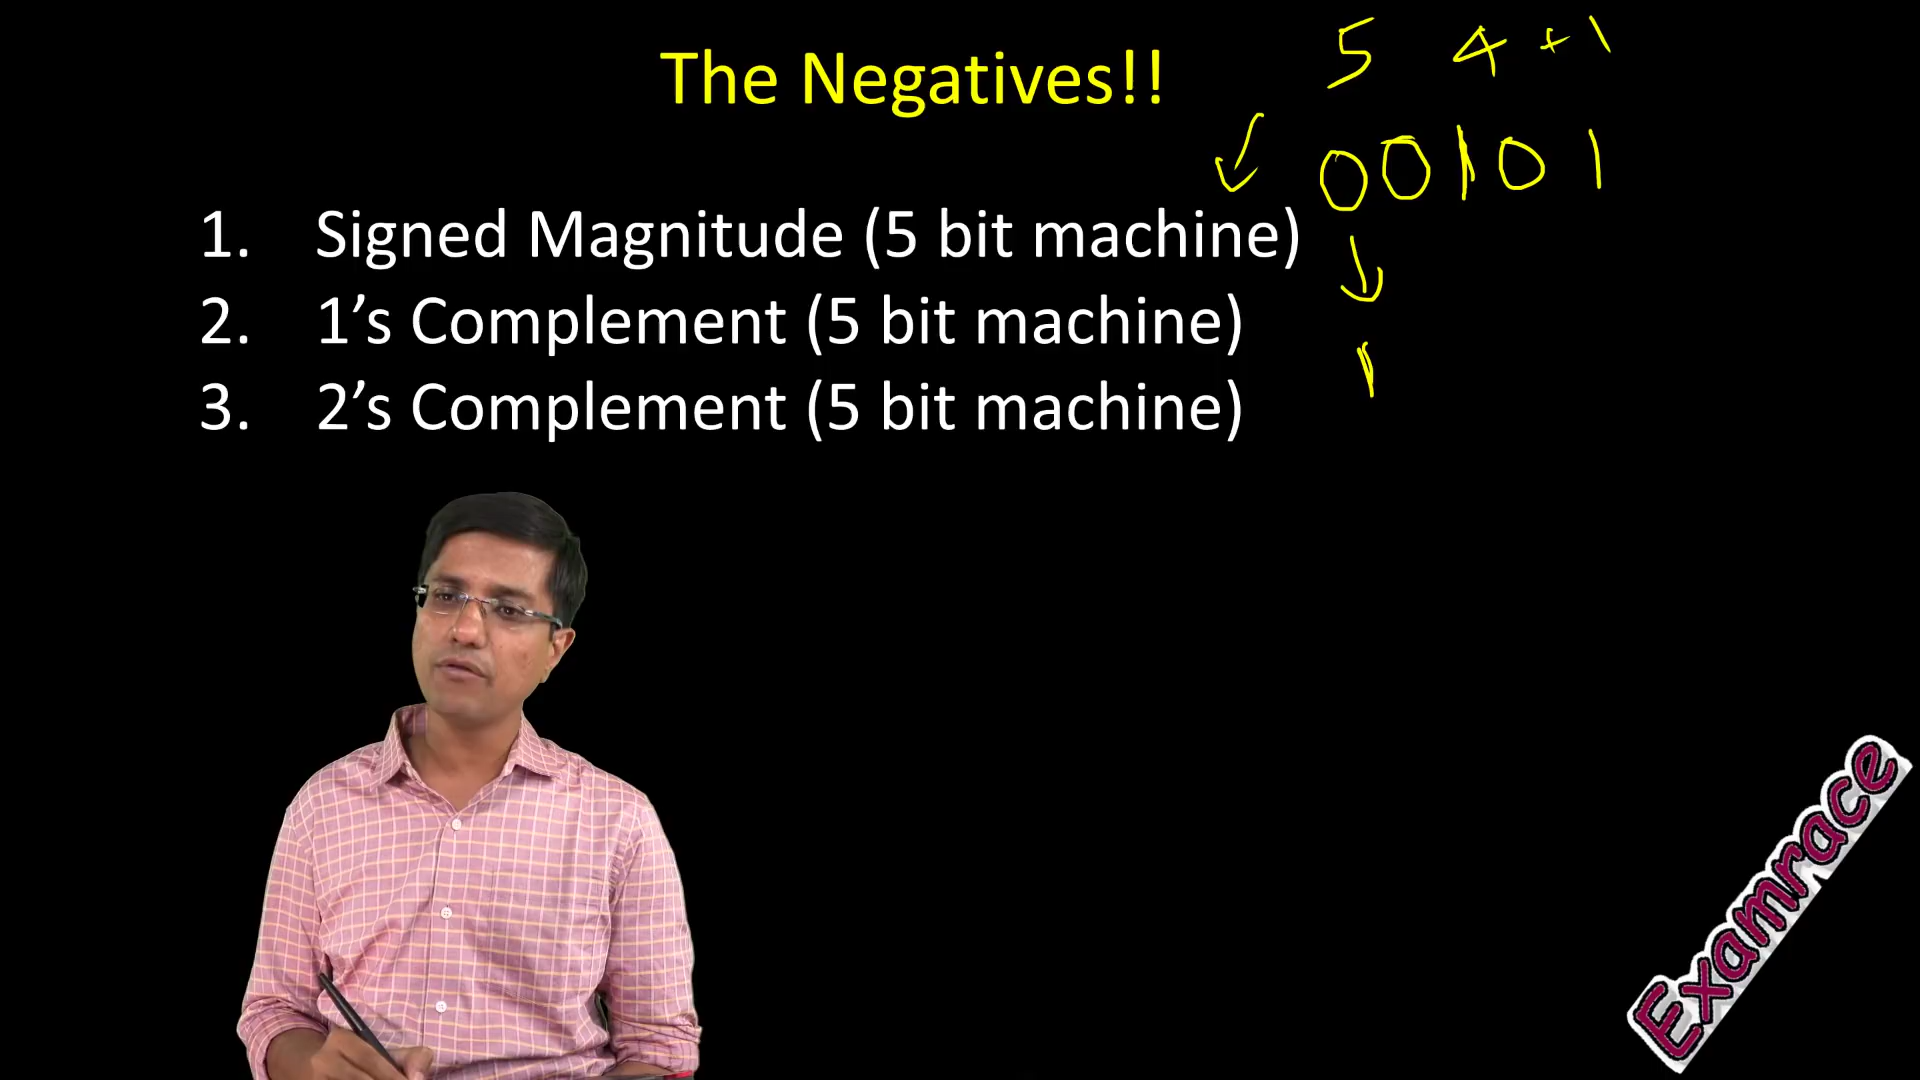 The Negatives!!
5 4 + 1
00101
1. Signed Magnitude (5 bit machine)
2. 1’s Complement (5 bit machine)
1
3. 2’s Complement (5 bit machine)
Examrace